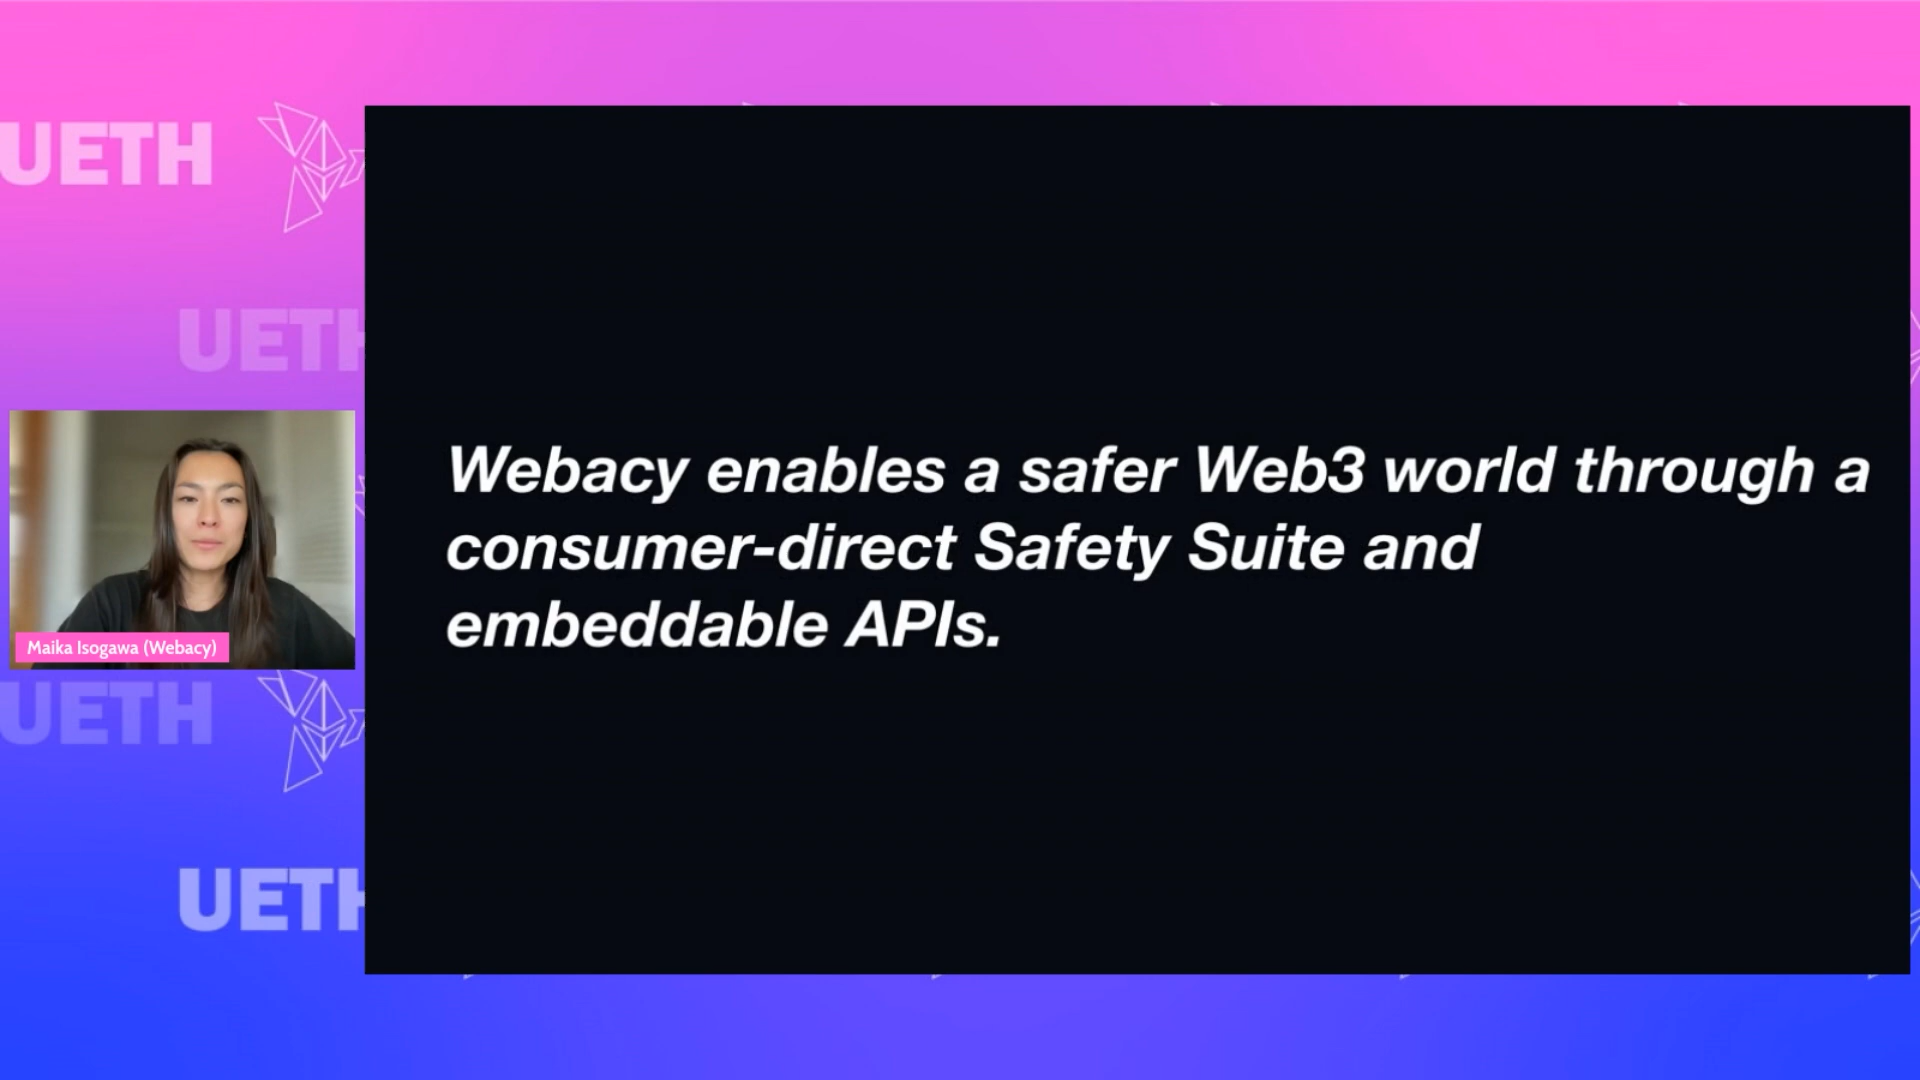 UETH
UETH
Webacy enables a safer Web3 world through a
consumer-direct Safety Suite and
embeddable APIs.
Maika Isogawa (Webacy)
UETH
UETH